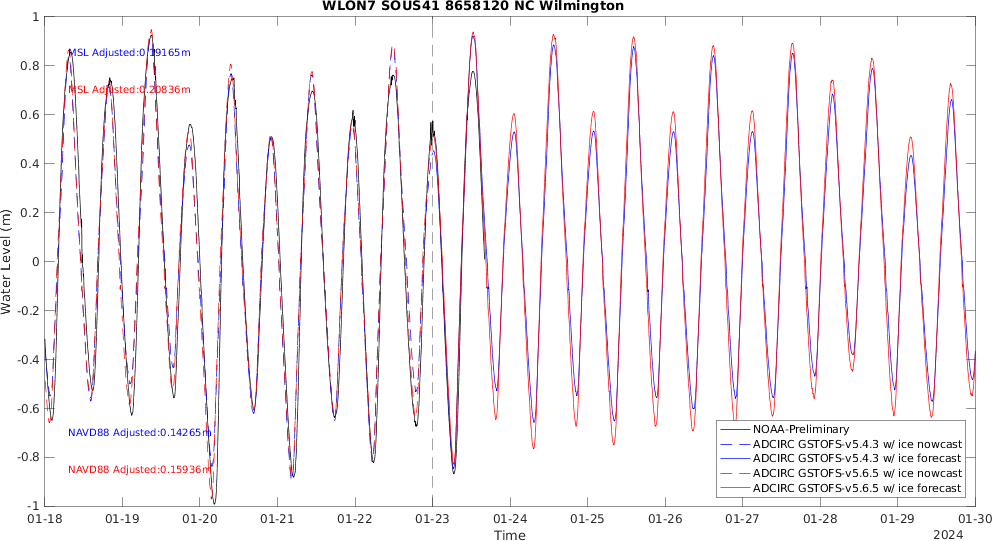 WLON7 SOUS41 8658120 NC Wilmington
1
0.8
0.6
0.4
0.2
0
-0.2
-0.4
-0.6
-0.8
-1
Water Level (m)
MSL Adjusted:0.19165m
MSL Adjusted:0.20836m
NAVD88 Adjusted:0.14265m
NAVD88 Adjusted:0.15936m
NOAA-Preliminary
ADCIRC GSTOFS-v5.4.3 w/ ice nowcast
ADCIRC GSTOFS-v5.4.3 w/ ice forecast
ADCIRC GSTOFS-v5.6.5 w/ ice nowcast
ADCIRC GSTOFS-v5.6.5 w/ ice forecast
01-18 01-19 01-20 01-21 01-22 01-23 01-24 01-25 01-26 01-27 01-28 01-29 01-30
Time
2024